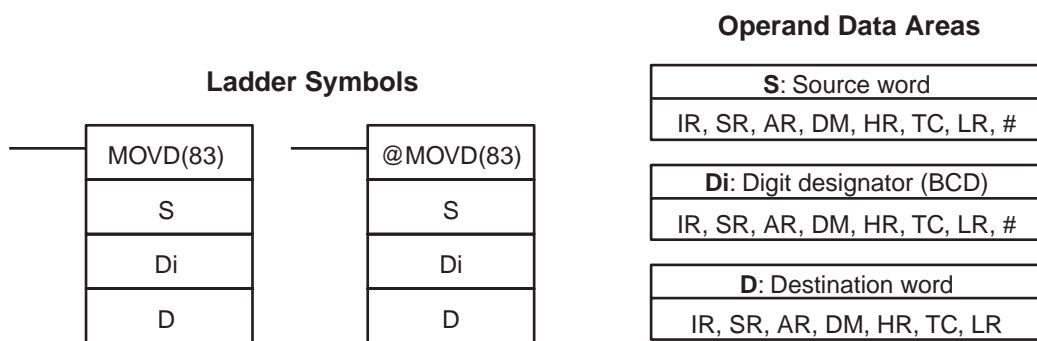 Operand Data Areas
Ladder Symbols
MOVD(83)
S
Di
D
@MOVD(83)
S
Di
D
S: Source word
IR, SR, AR, DM, HR, TC, LR, #
Di: Digit designator (BCD)
IR, SR, AR, DM, HR, TC, LR, #
D: Destination word
IR, SR, AR, DM, HR, TC, LR